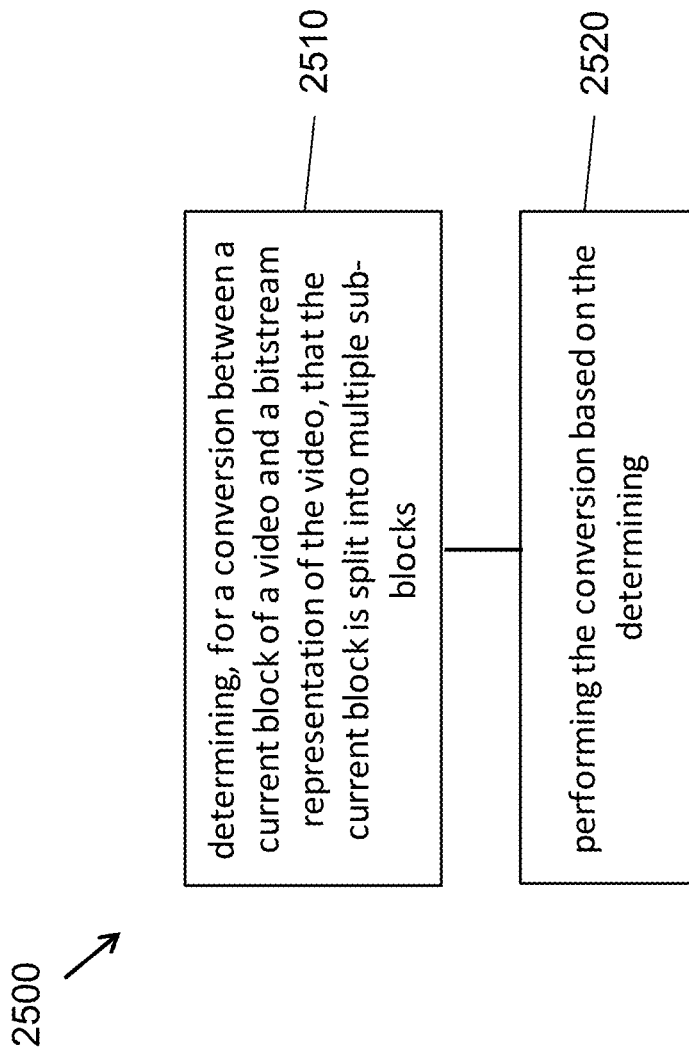 2500
determining, for a conversion between a
current block of a video and a bitstream
representation of the video, that the
current block is split into multiple sub-
blocks
2510
performing the conversion based on the
determining
2520